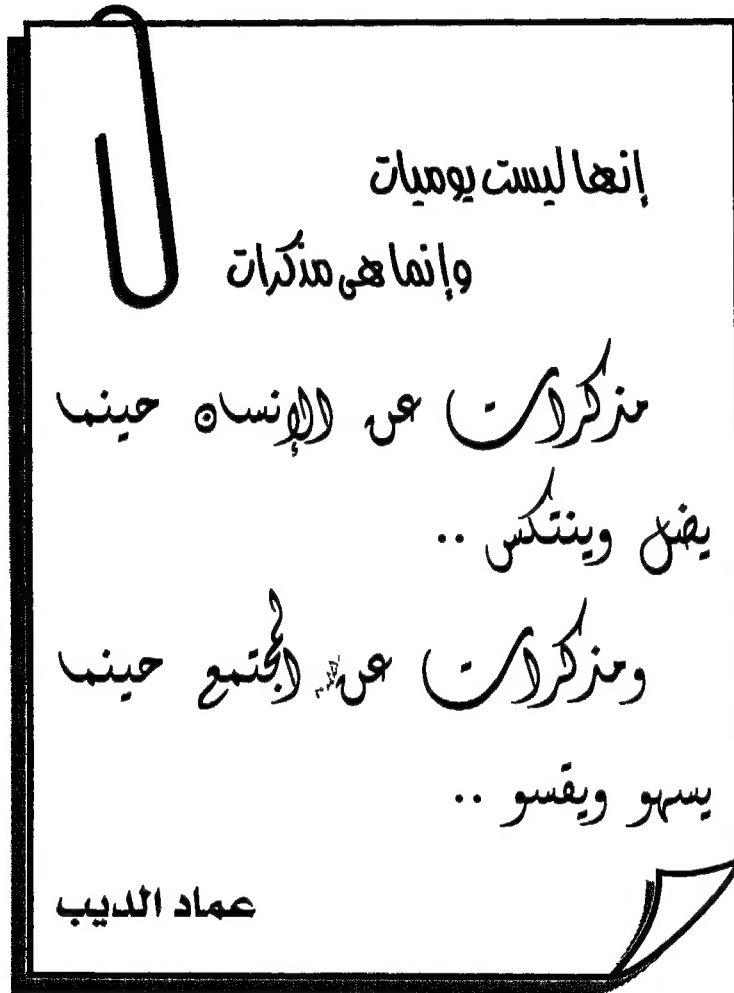 إنها ليست يوميات
وإنما هى مذكرات
مذكرات عن الإنسان حينما
يضل وينتكس ..
ومذكرات عن المجتمع حينما
يسهو ويقسو ..
عماد الديب